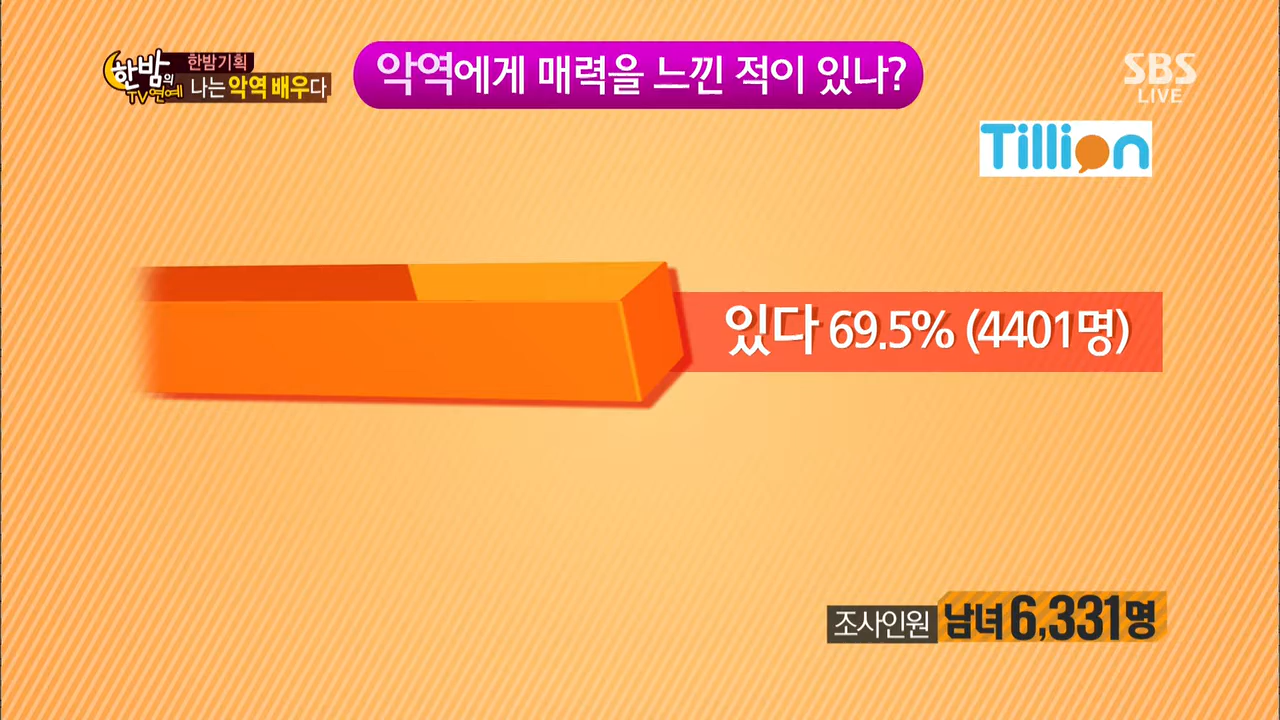 한밤의
TV연예
한밤기획
나는 악역 배우다
악역에게 매력을 느낀 적이 있나?
SBS
LIVE
Tillion
있다 69.5% (4401명)
조사인원 남녀 6,331명